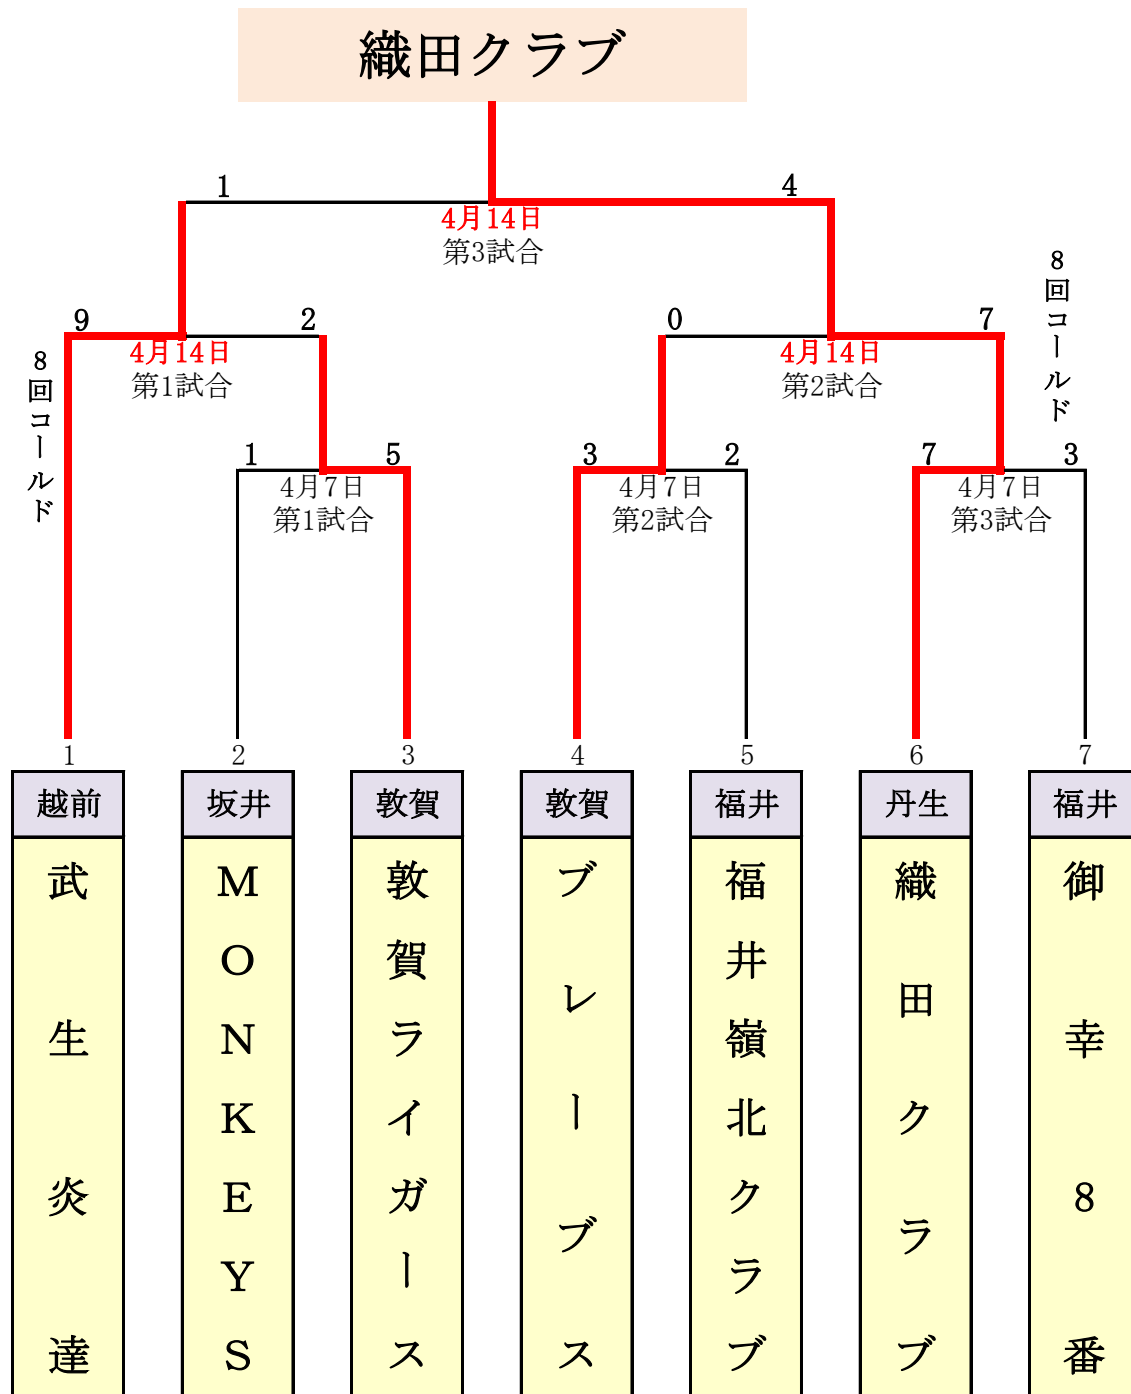 織田クラブ
1
4
4月14日
第3試合
9
2
4月14日
第1試合
8回コールド
0
7
4月14日
第2試合
8回コールド
1
5
4月7日
第1試合
3
2
4月7日
第2試合
7
3
4月7日
第3試合
1
2
3
4
5
6
7
越前
坂井
敦賀
敦賀
福井
丹生
福井
武生炎達
MONKEYS
敦賀ライガース
ブレーブス
福井嶺北クラブ
織田クラブ
御幸8番